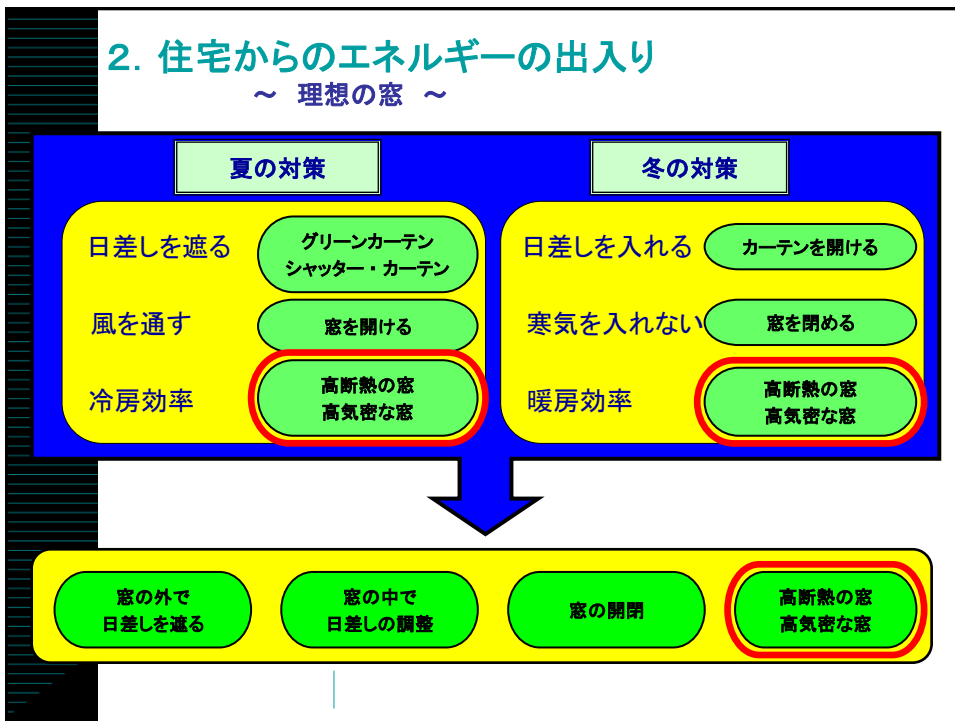 2. 住宅からのエネルギーの出入り
～ 理想の窓 ～
夏の対策
日差しを遮る
グリーンカーテン
シャッター・カーテン
風を通す
窓を開ける
冷房効率
高断熱の窓
高気密な窓
冬の対策
日差しを入れる
カーテンを開ける
寒気を入れない
窓を閉める
暖房効率
高断熱の窓
高気密な窓
窓の外で
日差しを遮る
窓の中で
日差しの調整
窓の開閉
高断熱の窓
高気密な窓